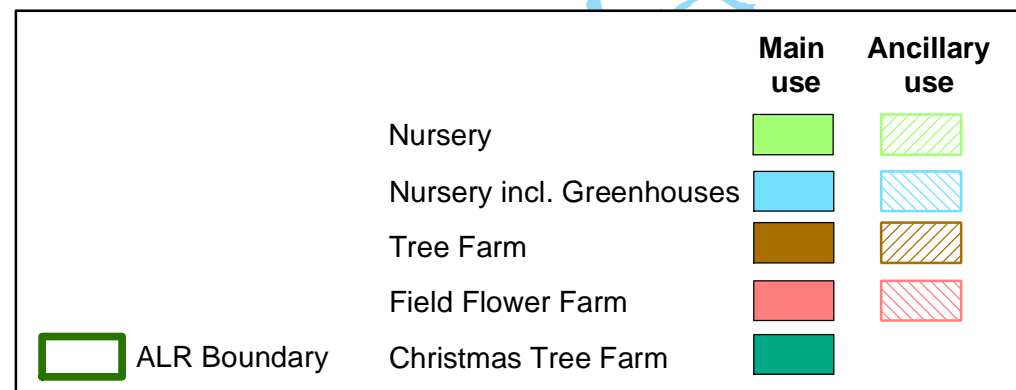 Main use
Ancillary use
Nursery
Nursery incl. Greenhouses
Tree Farm
Field Flower Farm
ALR Boundary
Christmas Tree Farm